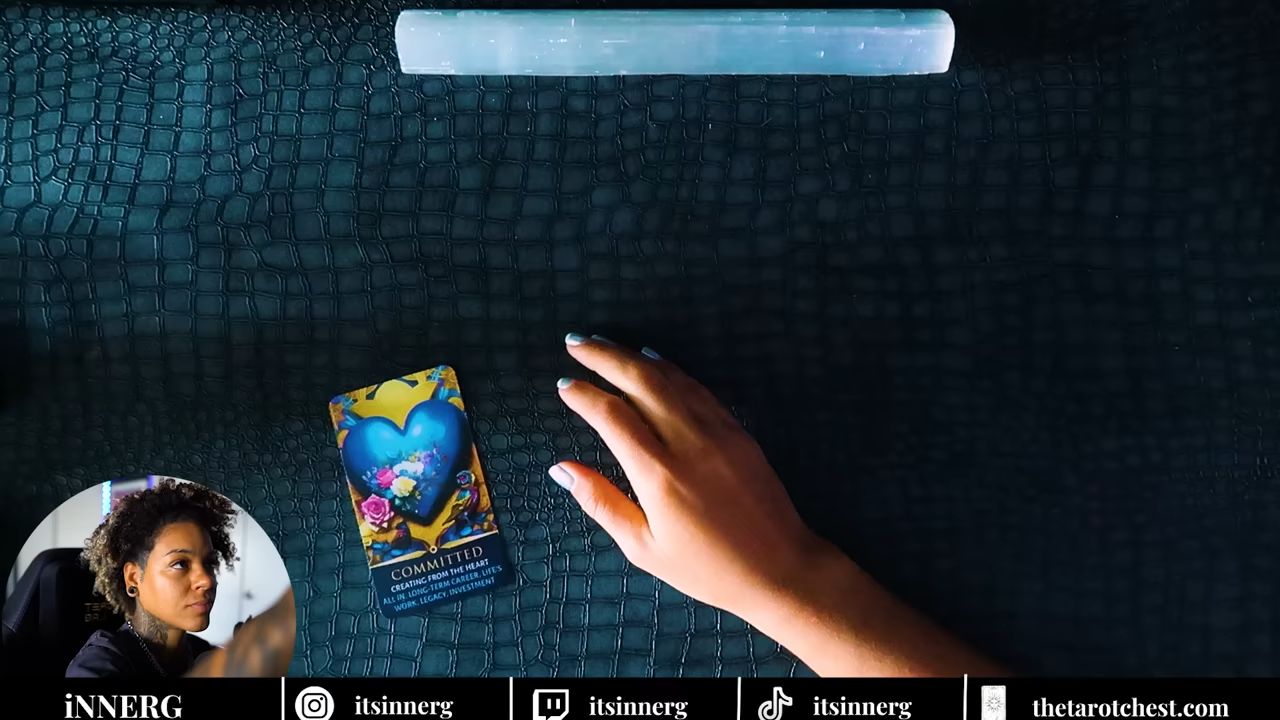 COMMITTED
CREATING FROM THE HEART
ALL IN, LONG-TERM CAREER, LIFE'S
WORK, LEGACY, INVESTMENT
iNNERG
itsinnerg
itsinnerg
itsinnerg
thetarotchest.com